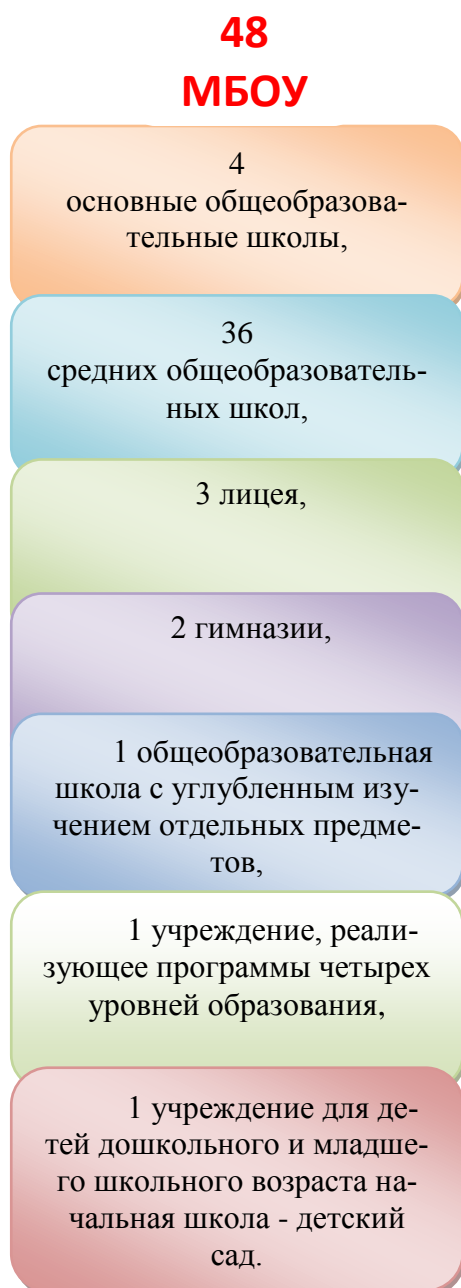 48
МБОУ
4
основные общеобразова-
тельные школы,
36
средних общеобразователь-
ных школ,
3 лицея,
2 гимназии,
1 общеобразовательная
школа с углубленным изу-
чением отдельных предме-
тов,
1 учреждение, реали-
зующее программы четырех
уровней образования,
1 учреждение для де-
тей дошкольного и младше-
го школьного возраста на-
чальная школа - детский
сад.